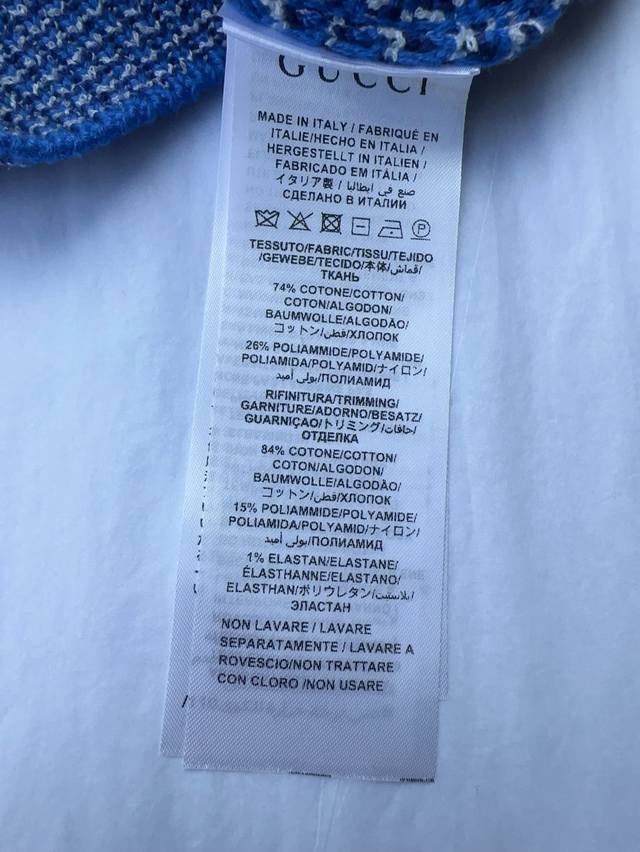 GUCCI
MADE IN ITALY / FABRIQUÉ EN
ITALIE/HECHO EN ITALIA /
HERGESTELLT IN ITALIEN /
FABRICADO EM ITÁLIA /
イタリア製 / صنع في ايطاليا /
СДЕЛАНО В ИТАЛИИ
P
TESSUTO/FABRIC/TISSU/TEJIDO
/GEWEBE/TECIDO/本体/قماش/
ТКАНЬ
74% COTONE/COTTON/
COTON/ALGODON/
BAUMWOLLE/ALGODÃO/
コットン/قطن/ХЛОПОК
26% POLIAMMIDE/POLYAMIDE/
POLIAMIDA/POLYAMID/ナイロン/
بولي أميد/ПОЛИАМИД
RIFINITURA/TRIMMING/
GARNITURE/ADORNO/BESATZ/
GUARNIÇAO/トリミング/حافات/
ОТДЕЛКА
84% COTONE/COTTON/
COTON/ALGODON/
BAUMWOLLE/ALGODÃO/
コットン/قطن/ХЛОПОК
15% POLIAMMIDE/POLYAMIDE/
POLIAMIDA/POLYAMID/ナイロン/
بولي أميد/ПОЛИАМИД
1% ELASTAN/ELASTANE/
ÉLASTHANNE/ELASTANO/
ELASTHAN/ポリウレタン/ايلاستين/
ЭЛАСТАН
NON LAVARE / LAVARE
SEPARATAMENTE / LAVARE A
ROVESCIO/NON TRATTARE
CON CLORO /NON USARE